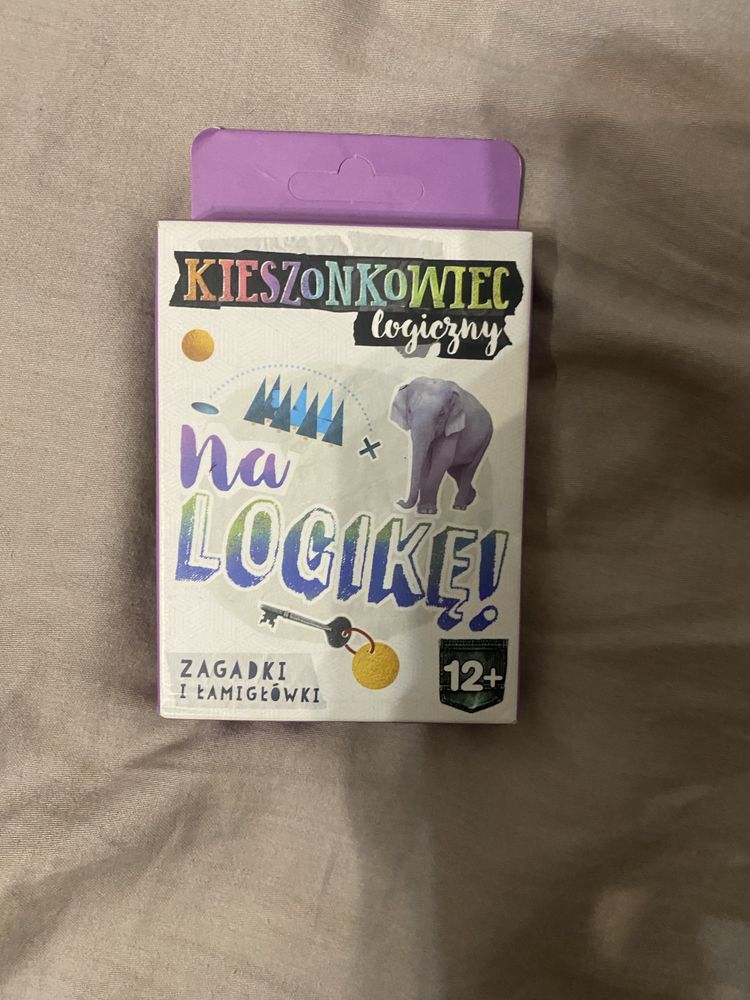 KIESZONKOWIEC
logiczny
Na
LOGIKĘ!
ZAGADKI
I ŁAMIGŁÓWKI
12+